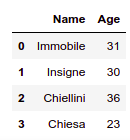 Name Age
0 Immobile 31
1 Insigne 30
2 Chiellini 36
3 Chiesa 23